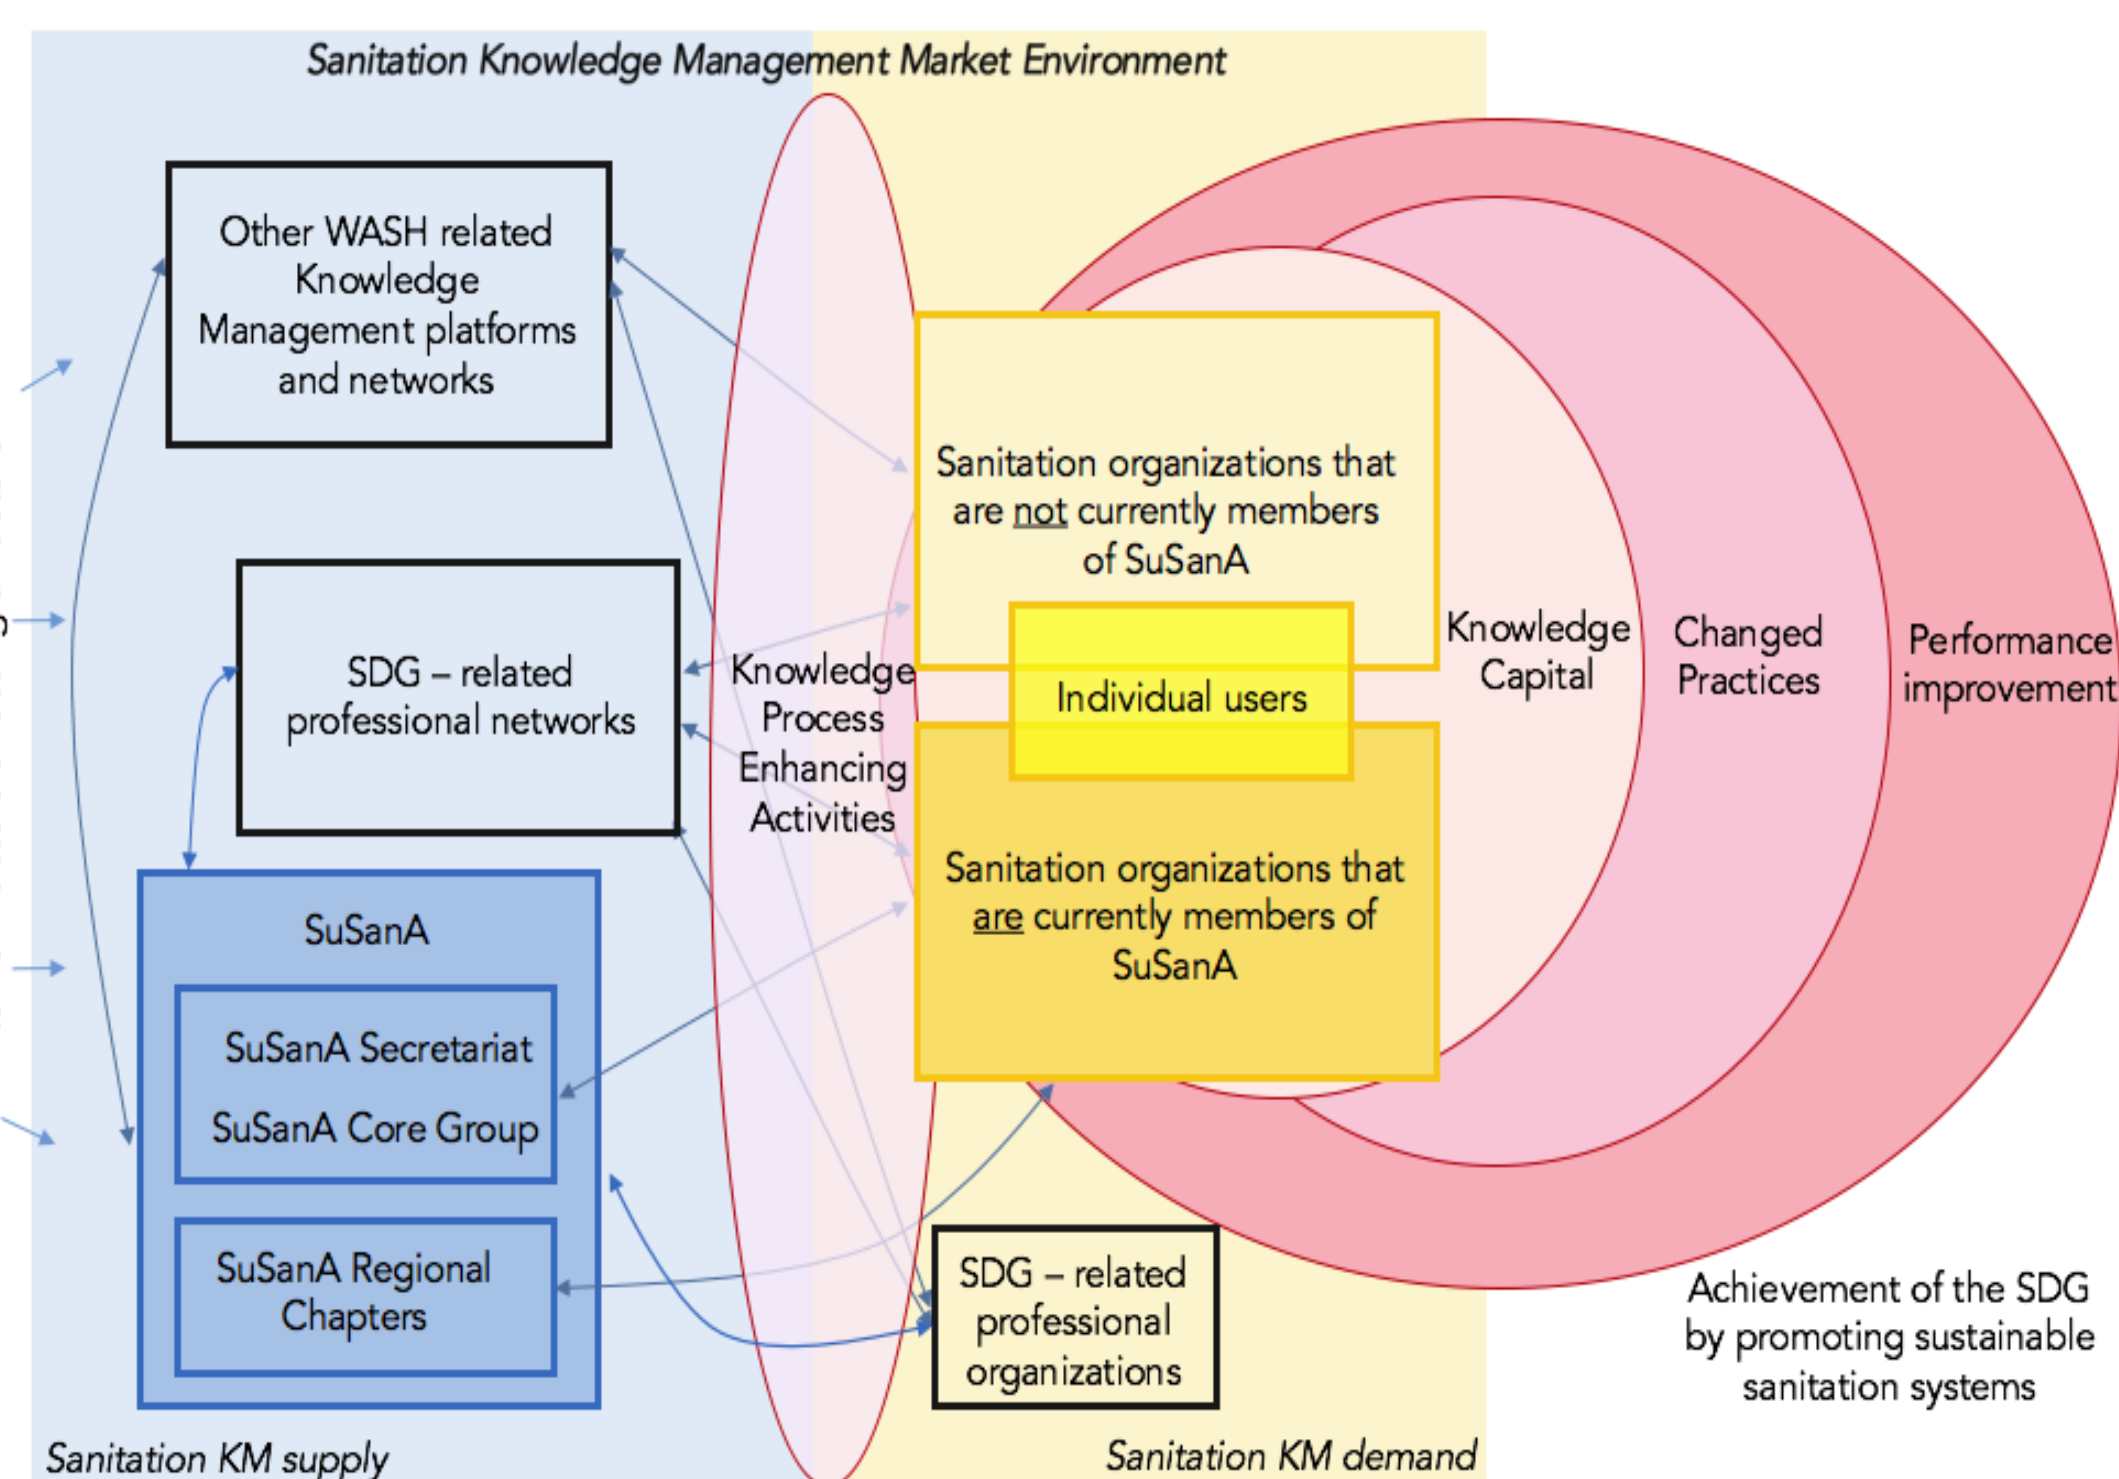 Sanitation Knowledge Management Market Environment
Other WASH related
Knowledge
Management platforms
and networks
Sanitation organizations that
are not currently members
of SuSanA
SDG – related
professional networks
Knowledge
Process
Enhancing
Activities
Individual users
Knowledge
Capital
Changed
Practices
Performance
improvement
Sanitation organizations that
are currently members of
SuSanA
SuSanA
SuSanA Secretariat
SuSanA Core Group
SuSanA Regional
Chapters
SDG – related
professional
organizations
Achievement of the SDG
by promoting sustainable
sanitation systems
Sanitation KM supply
Sanitation KM demand